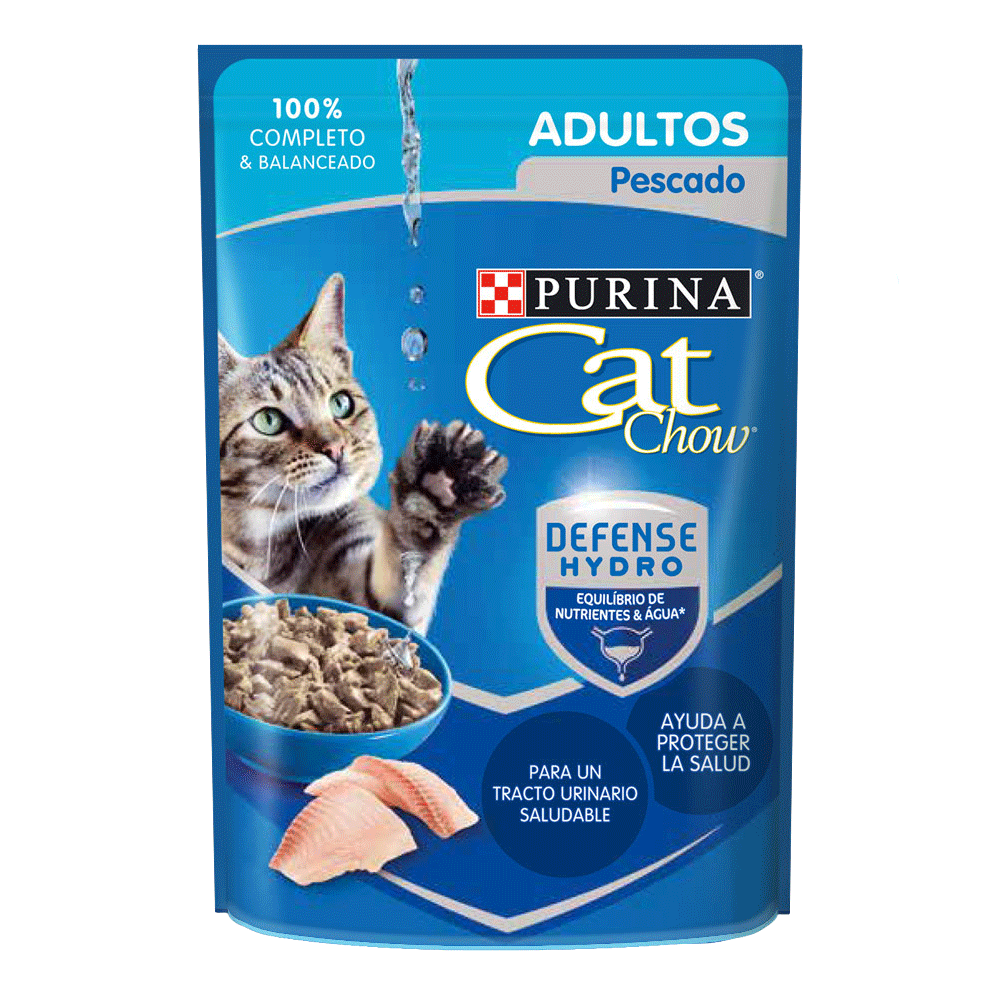 100%
COMPLETO
& BALANCEADO
ADULTOS
Pescado
PURINA®
Cat
Chow®
DEFENSE
HYDRO
EQUILÍBRIO DE
NUTRIENTES & ÁGUA*
PARA UN
TRACTO URINARIO
SALUDABLE
AYUDA A
PROTEGER
LA SALUD